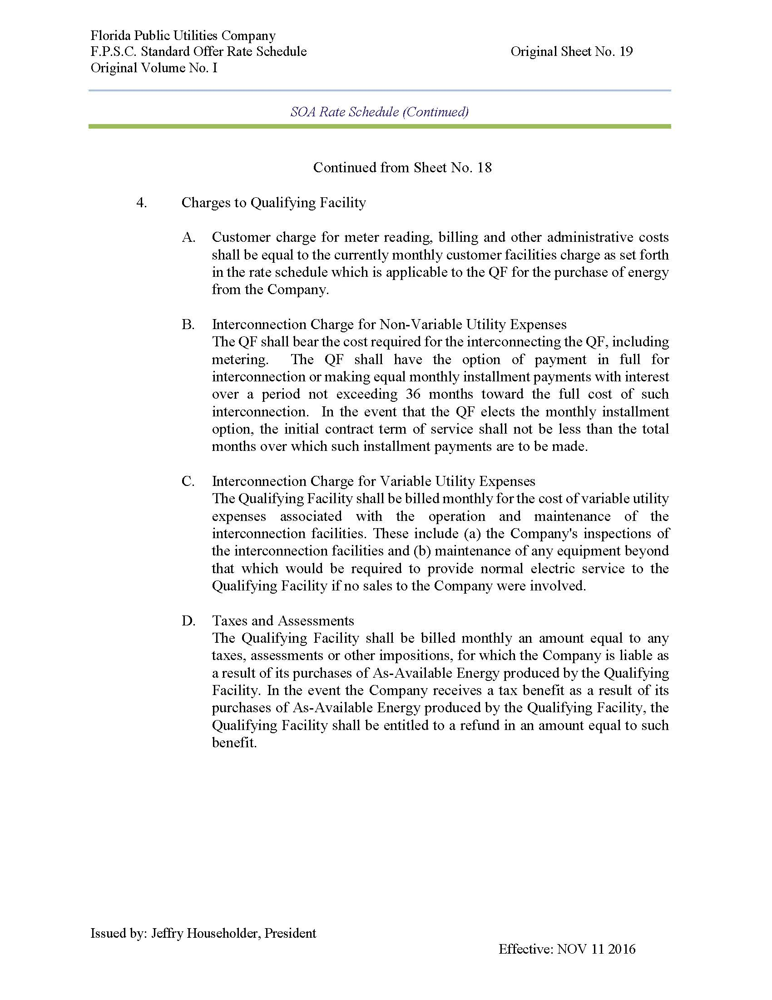 Florida Public Utilities Company
F.P.S.C. Standard Offer Rate Schedule Original Sheet No. 19
Original Volume No. I
SOA Rate Schedule (Continued)
Continued from Sheet No. 18
4. Charges to Qualifying Facility
A. Customer charge for meter reading, billing and other administrative costs
shall be equal to the currently monthly customer facilities charge as set forth
in the rate schedule which is applicable to the QF for the purchase of energy
from the Company.
B. Interconnection Charge for Non-Variable Utility Expenses
The QF shall bear the cost required for the interconnecting the QF, including
metering. The QF shall have the option of payment in full for
interconnection or making equal monthly installment payments with interest
over a period not exceeding 36 months toward the full cost of such
interconnection. In the event that the QF elects the monthly installment
option, the initial contract term of service shall not be less than the total
months over which such installment payments are to be made.
C. Interconnection Charge for Variable Utility Expenses
The Qualifying Facility shall be billed monthly for the cost of variable utility
expenses associated with the operation and maintenance of the
interconnection facilities. These include (a) the Company's inspections of
the interconnection facilities and (b) maintenance of any equipment beyond
that which would be required to provide normal electric service to the
Qualifying Facility if no sales to the Company were involved.
D. Taxes and Assessments
The Qualifying Facility shall be billed monthly an amount equal to any
taxes, assessments or other impositions, for which the Company is liable as
a result of its purchases of As-Available Energy produced by the Qualifying
Facility. In the event the Company receives a tax benefit as a result of its
purchases of As-Available Energy produced by the Qualifying Facility, the
Qualifying Facility shall be entitled to a refund in an amount equal to such
benefit.
Issued by: Jeffry Householder, President
Effective: NOV 11 2016